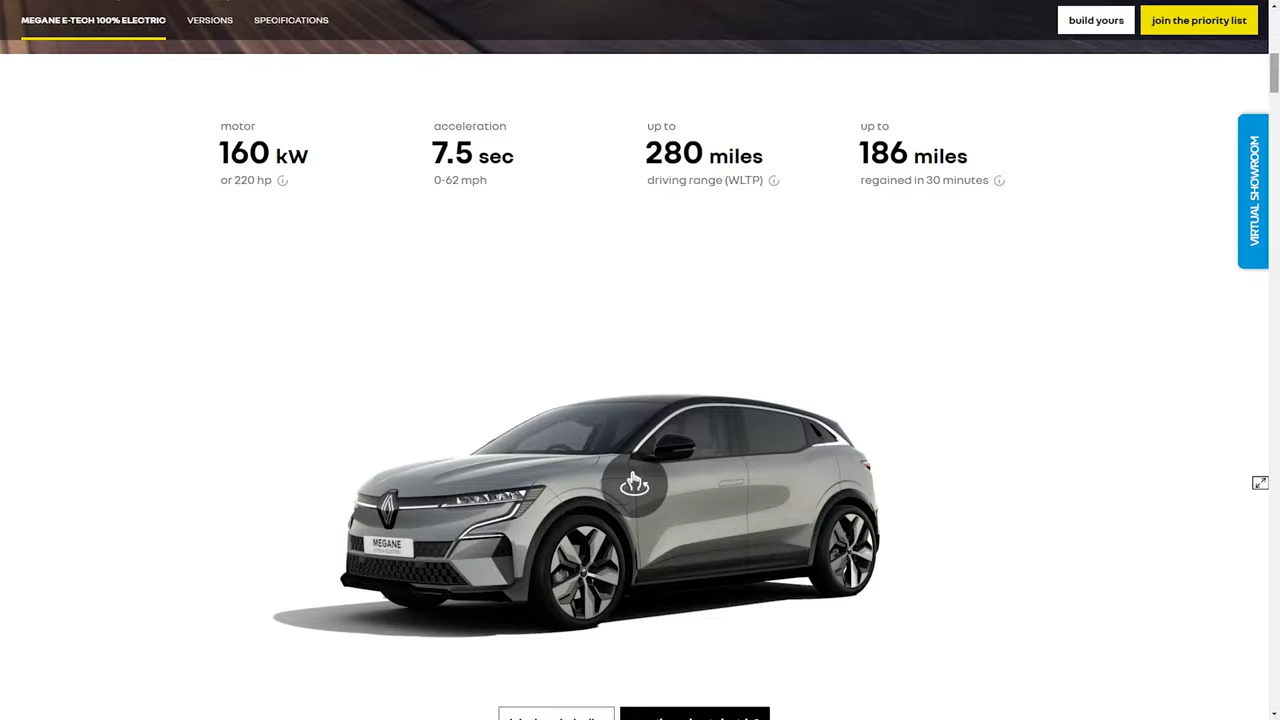 MEGANE E-TECH 100% ELECTRIC VERSIONS SPECIFICATIONS build yours join the priority list
motor acceleration up to up to
160 kW 7.5 sec 280 miles 186 miles
or 220 hp 0-62 mph driving range (WLTP) regained in 30 minutes
VIRTUAL SHOWROOM
MEGANE